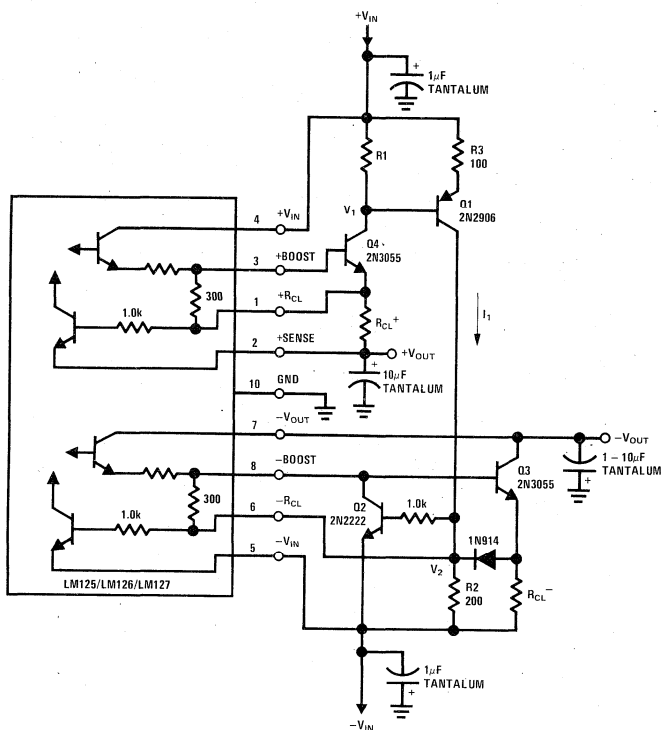 +VIN
+
1μF
TANTALUM
R1
R3
100
Q1
2N2906
V1
4
+VIN
Q4
2N3055
3
+BOOST
300
1
+RCL
1.0k
RCL+
I1
2
+SENSE
+VOUT
+
10μF
TANTALUM
10
GND
7
-VOUT
-VOUT
8
-BOOST
Q3
2N3055
1 – 10μF
TANTALUM
+
300
Q2
2N2222
1.0k
6
-RCL
1.0k
1N914
V2
5
-VIN
R2
200
RCL-
LM125/LM126/LM127
1μF
TANTALUM
+
-VIN